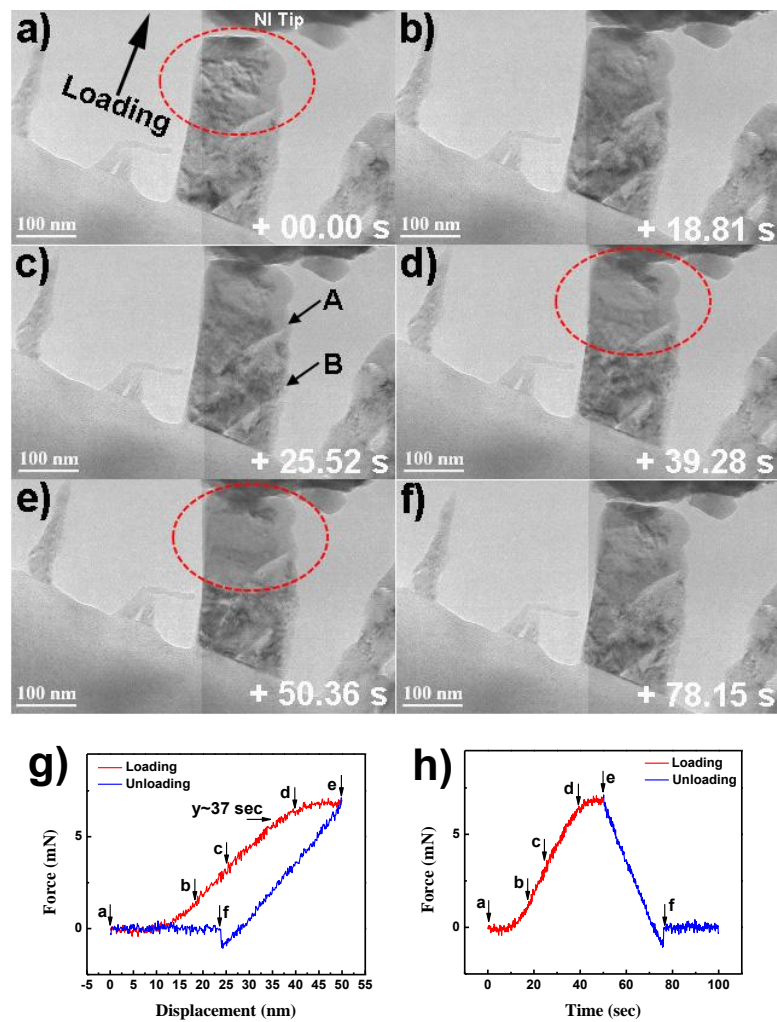 a)
NI Tip
Loading
100 nm
+ 00.00 s
b)
100 nm
+ 18.81 s
c)
A
B
100 nm
+ 25.52 s
d)
100 nm
+ 39.28 s
e)
100 nm
+ 50.36 s
f)
100 nm
+ 78.15 s
g)
Loading
Unloading
d
e
y~37 sec
c
b
a
f
5
0
Force (mN)
-5 0 5 10 15 20 25 30 35 40 45 50 55
Displacement (nm)
h)
Loading
Unloading
d
e
c
b
a
f
5
0
Force (mN)
0 20 40 60 80 100
Time (sec)